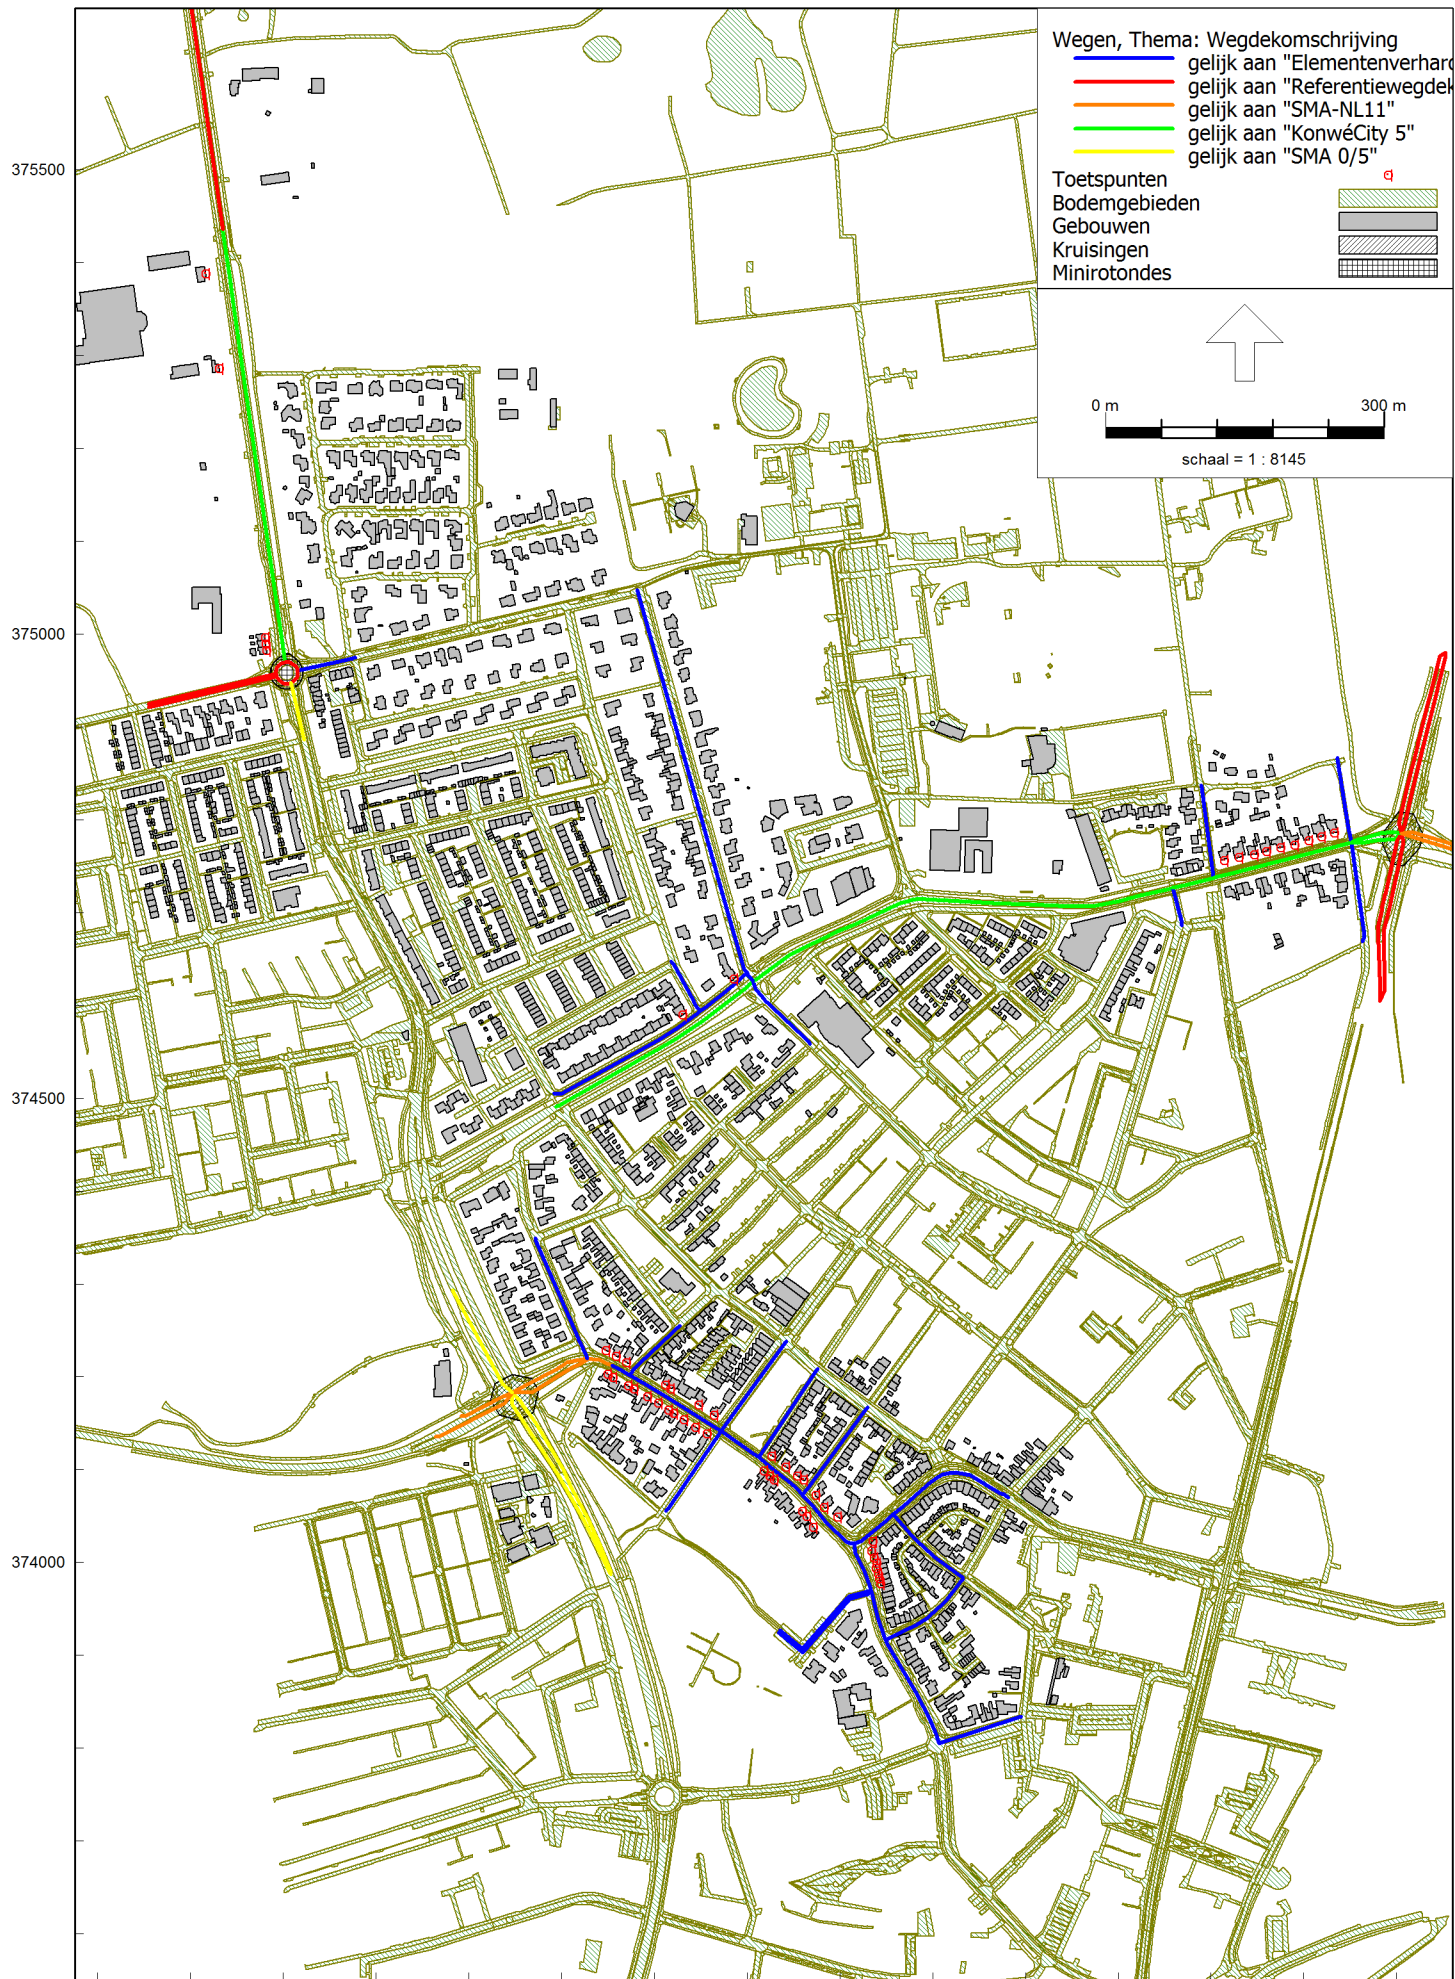 Wegen, Thema: Wegdekomschrijving
gelijk aan "Elementenverhard
gelijk aan "Referentiewegdek
gelijk aan "SMA-NL11"
gelijk aan "KonwéCity 5"
gelijk aan "SMA 0/5"
Toetspunten
Bodemgebieden
Gebouwen
Kruisingen
Minirotondes
0 m 300 m
schaal = 1 : 8145
375500
375000
374500
374000